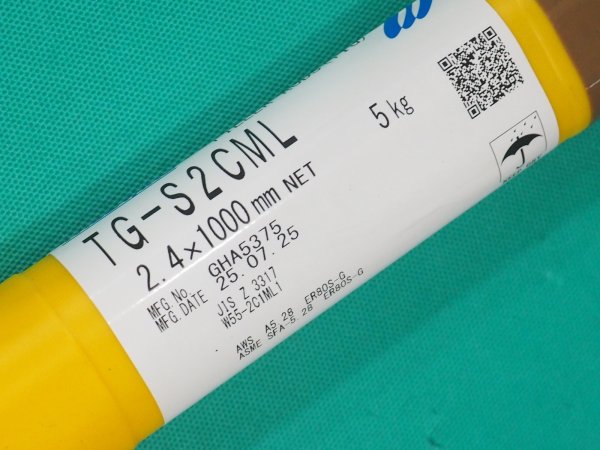 TG-S2CML
5kg
2.4×1000mm NET
MFG. No. GHA5375
MFG. DATE 25.07.25
JIS Z 3317
W55-2C1ML1
AWS A5.28 ER80S-G
ASME SFA-5.28 ER80S-G